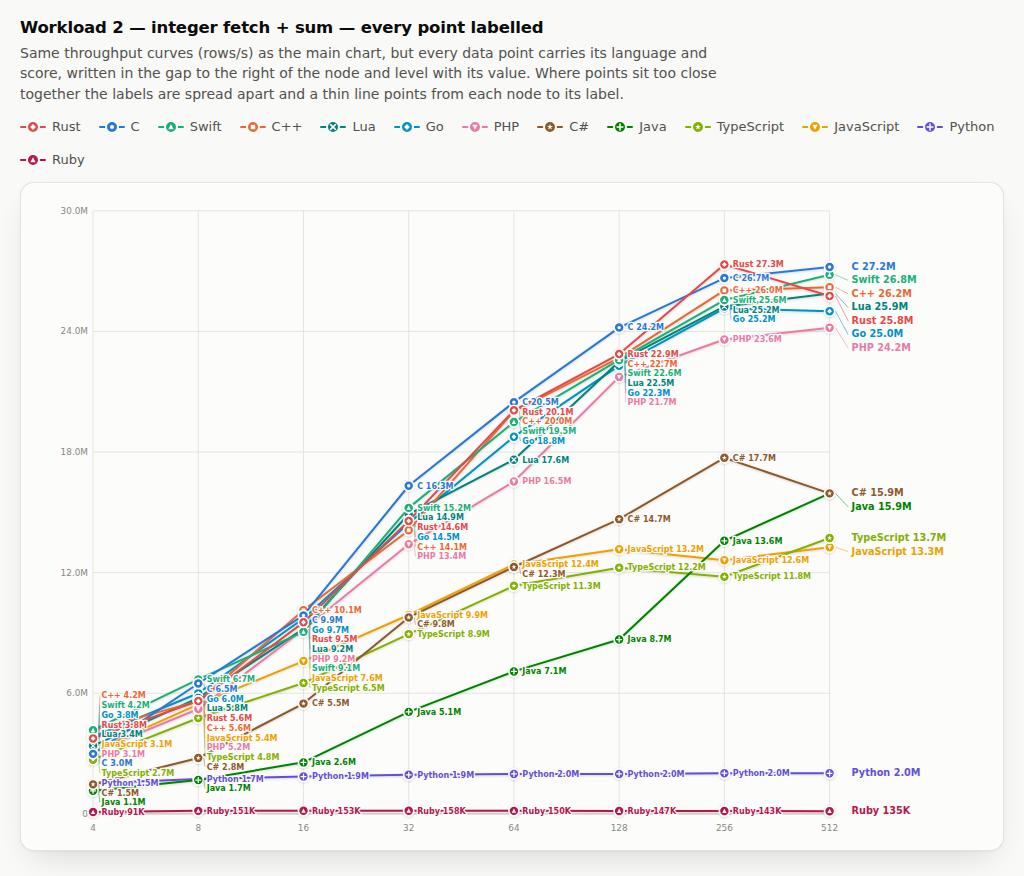 Workload 2 — integer fetch + sum — every point labelled
Same throughput curves (rows/s) as the main chart, but every data point carries its language and
score, written in the gap to the right of the node and level with its value. Where points sit too close
together the labels are spread apart and a thin line points from each node to its label.
Rust C Swift C++ Lua Go PHP C# Java TypeScript JavaScript Python
Ruby
30.0M
24.0M
18.0M
12.0M
6.0M
0
C++ 4.2M
Swift 4.2M
Go 3.8M
Rust 3.8M
Lua 3.4M
JavaScript 3.1M
PHP 3.1M
C 3.0M
TypeScript 2.7M
Python 1.5M
C# 1.5M
Java 1.1M
Ruby 91K
Swift 6.7M
C 6.5M
Go 6.0M
Lua 5.8M
Rust 5.6M
C++ 5.6M
JavaScript 5.4M
PHP 5.2M
TypeScript 4.8M
C# 2.8M
Python 1.7M
Java 1.7M
Ruby 151K
C++ 10.1M
C 9.9M
Go 9.7M
Rust 9.5M
Lua 9.2M
PHP 9.2M
Swift 9.1M
JavaScript 7.6M
TypeScript 6.5M
C# 5.5M
Java 2.6M
Python 1.9M
Ruby 153K
C 16.3M
Swift 15.2M
Lua 14.9M
Rust 14.6M
Go 14.5M
C++ 14.1M
PHP 13.4M
JavaScript 9.9M
C# 9.8M
TypeScript 8.9M
Java 5.1M
Python 1.9M
Ruby 158K
C 20.5M
Rust 20.1M
C++ 20.0M
Swift 19.5M
Go 18.8M
Lua 17.6M
PHP 16.5M
JavaScript 12.4M
C# 12.3M
TypeScript 11.3M
Java 7.1M
Python 2.0M
Ruby 150K
C 24.2M
Rust 22.9M
C++ 22.7M
Swift 22.6M
Lua 22.5M
Go 22.3M
PHP 21.7M
C# 14.7M
JavaScript 13.2M
TypeScript 12.2M
Java 8.7M
Python 2.0M
Ruby 147K
Rust 27.3M
C 26.7M
C++ 26.0M
Swift 25.6M
Lua 25.2M
Go 25.2M
PHP 23.6M
C# 17.7M
Java 13.6M
JavaScript 12.6M
TypeScript 11.8M
Python 2.0M
Ruby 143K
C 27.2M
Swift 26.8M
C++ 26.2M
Lua 25.9M
Rust 25.8M
Go 25.0M
PHP 24.2M
C# 15.9M
Java 15.9M
TypeScript 13.7M
JavaScript 13.3M
Python 2.0M
Ruby 135K
4 8 16 32 64 128 256 512